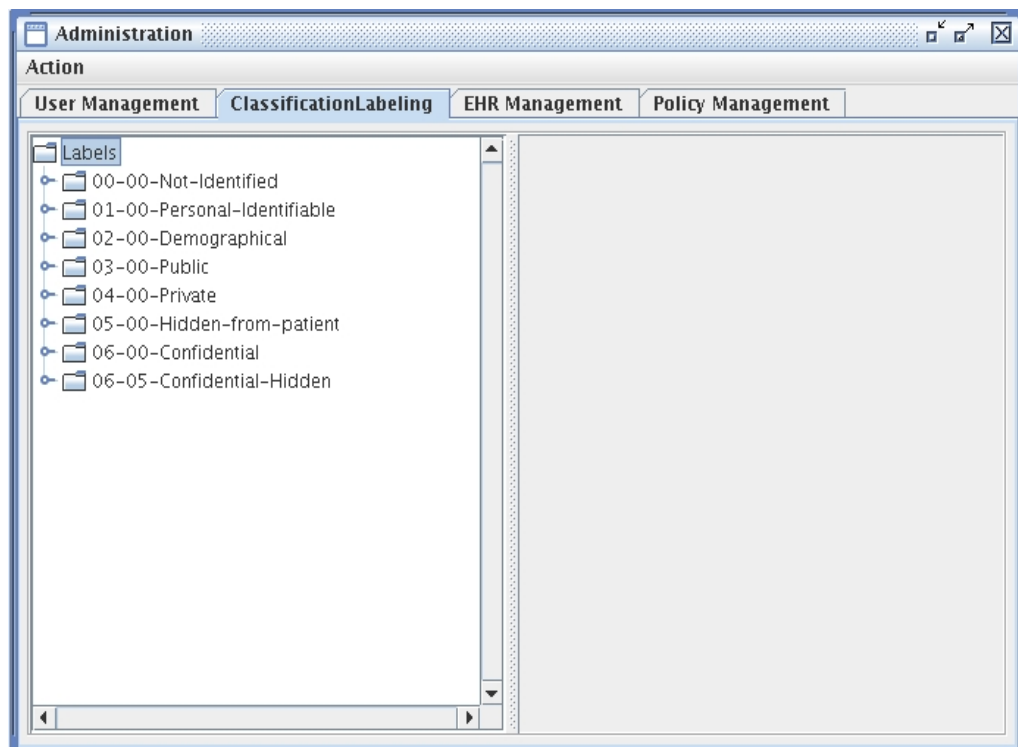 Administration
Action
User Management ClassificationLabeling EHR Management Policy Management
Labels
00-00-Not-Identified
01-00-Personal-Identifiable
02-00-Demographical
03-00-Public
04-00-Private
05-00-Hidden-from-patient
06-00-Confidential
06-05-Confidential-Hidden